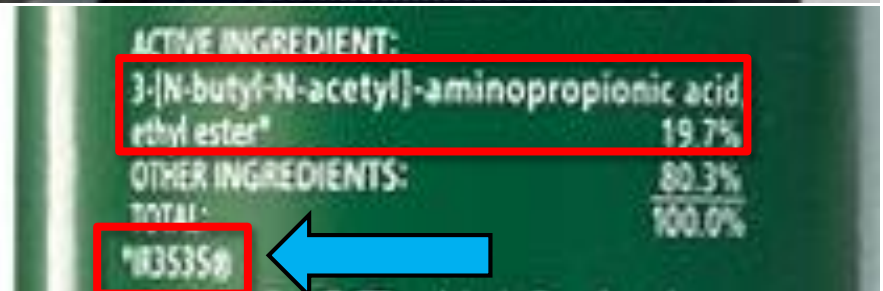 ACTIVE INGREDIENT:
3-[N-butyl-N-acetyl]-aminopropionic acid,
ethyl ester* 19.7%
OTHER INGREDIENTS: 80.3%
TOTAL: 100.0%
*IR3535®